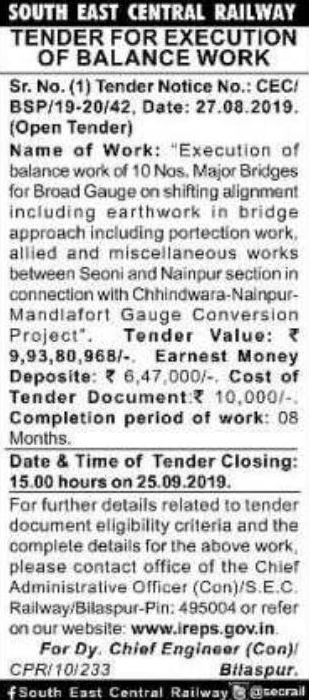 SOUTH EAST CENTRAL RAILWAY
TENDER FOR EXECUTION
OF BALANCE WORK
Sr. No. (1) Tender Notice No.: CEC/
BSP/19-20/42, Date: 27.08.2019.
(Open Tender)
Name of Work: "Execution of
balance work of 10 Nos. Major Bridges
for Broad Gauge on shifting alignment
including earthwork in bridge
approach including portection work,
allied and miscellaneous works
between Seoni and Nainpur section in
connection with Chhindwara-Nainpur-
Mandlafort Gauge Conversion
Project". Tender Value: ₹
9,93,80,968/-. Earnest Money
Deposite: ₹ 6,47,000/-. Cost of
Tender Document:₹ 10,000/-.
Completion period of work: 08
Months.
Date & Time of Tender Closing:
15.00 hours on 25.09.2019.
For further details related to tender
document eligibility criteria and the
complete details for the above work,
please contact office of the Chief
Administrative Officer (Con)/S.E.C.
Railway/Bilaspur-Pin: 495004 or refer
on our website: www.ireps.gov.in.
For Dy. Chief Engineer (Con)/
CPR/10/233 Bilaspur.
f South East Central Railway @secrail